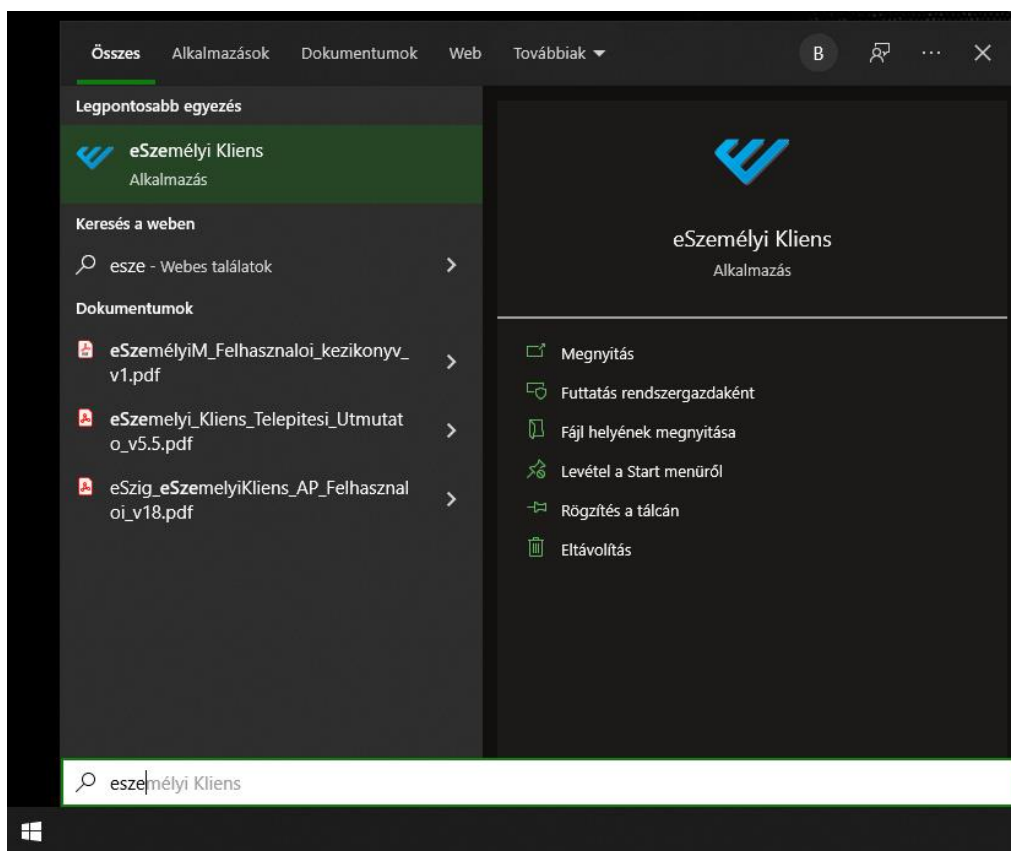 Összes Alkalmazások Dokumentumok Web Továbbiak B ...
Legpontosabb egyezés
eSzemélyi Kliens
Alkalmazás
Keresés a weben
esze - Webes találatok
Dokumentumok
eSzemélyiM_Felhasznaloi_kezikonyv_
v1.pdf
eSzemelyi_Kliens_Telepitesi_Utmutat
o_v5.5.pdf
eSzig_eSzemelyiKliens_AP_Felhasznal
oi_v18.pdf
eSzemélyi Kliens
Alkalmazás
Megnyitás
Futtatás rendszergazdaként
Fájl helyének megnyitása
Levétel a Start menüről
Rögzítés a tálcán
Eltávolítás
eszemélyi Kliens